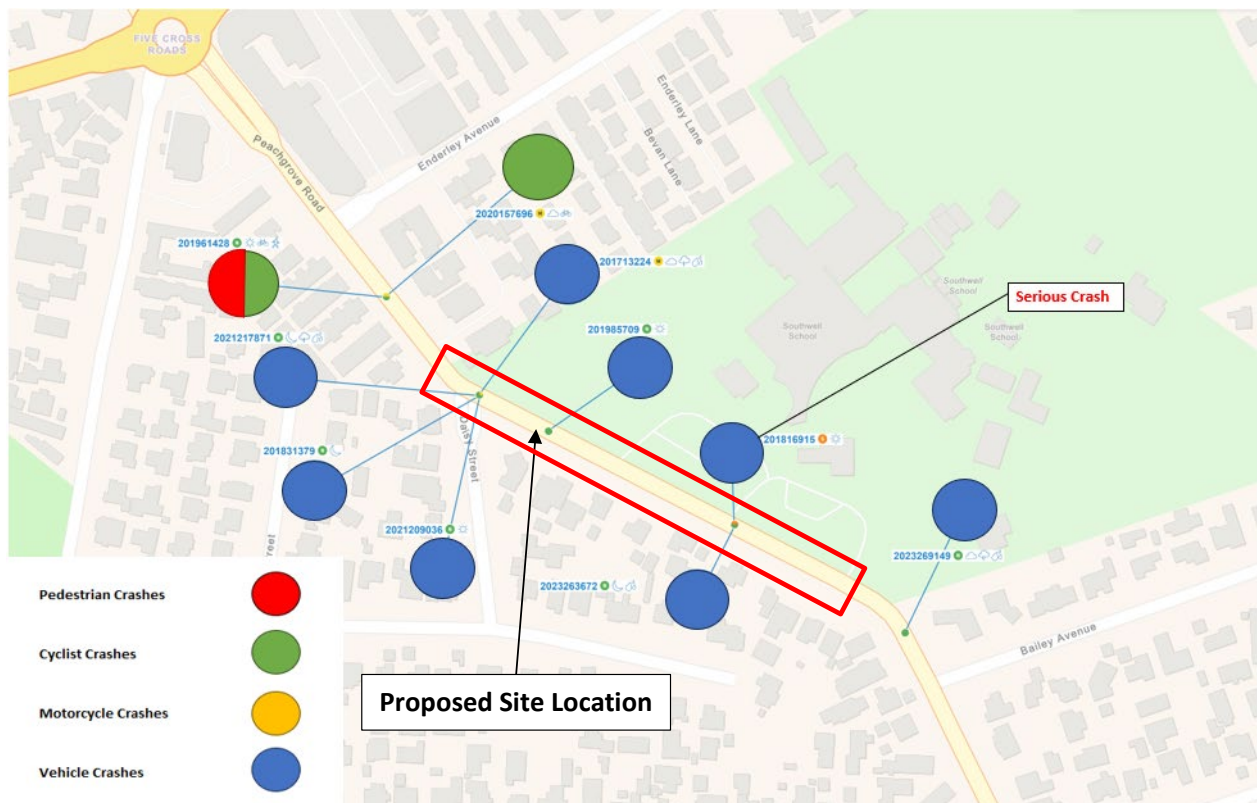 FIVE CROSS
ROADS
Peachgrove Road
Enderley Avenue
Enderley Lane
Bevan Lane
2020157696
201961428
201713224
Southwell
School
Southwell
School
Southwell
School
Serious Crash
2021217871
201985709
201831379
Daisy Street
201816915
2021209036
2023269149
2023263672
treet
Bailey Avenue
Proposed Site Location
Pedestrian Crashes
Cyclist Crashes
Motorcycle Crashes
Vehicle Crashes